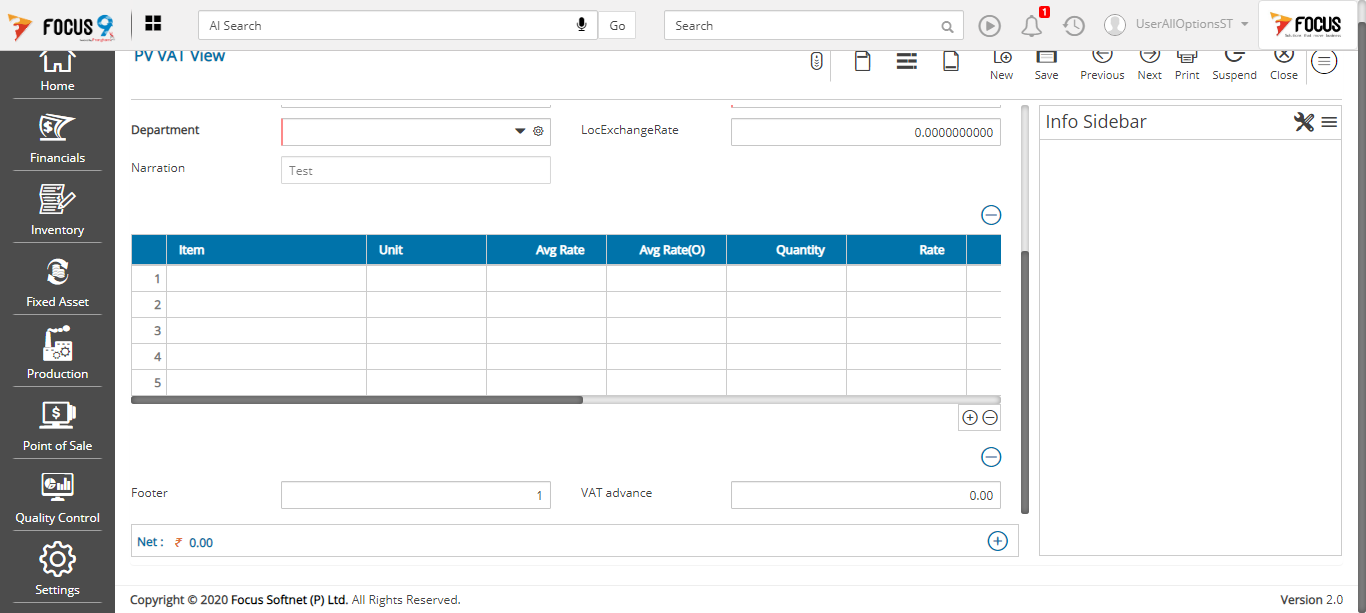 FOCUS 9
AI Search
Go
Search
1
UserAllOptionsST
FOCUS
PV VAT View
New
Save
Previous
Next
Print
Suspend
Close
Home
Financials
Inventory
Fixed Asset
Production
Point of Sale
Quality Control
Settings
Department
LocExchangeRate
0.0000000000
Narration
Test
Item Unit Avg Rate Avg Rate(O) Quantity Rate
1
2
3
4
5
Footer
1
VAT advance
0.00
Net : ₹ 0.00
Info Sidebar
Copyright © 2020 Focus Softnet (P) Ltd. All Rights Reserved.
Version 2.0